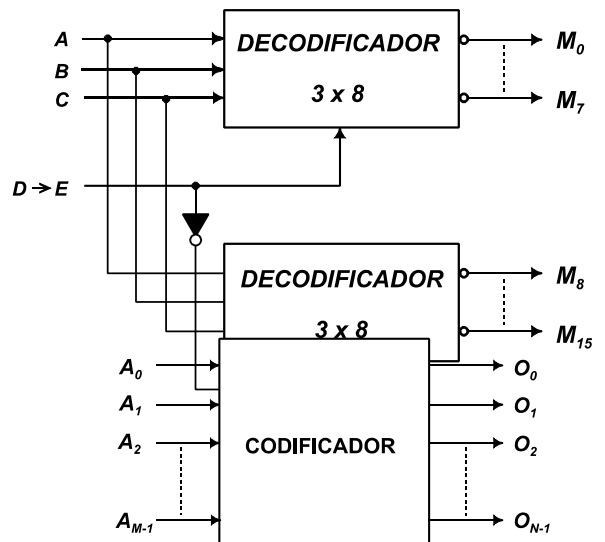 A DECODIFICADOR M0
B
C 3 x 8 M7
D → E
DECODIFICADOR M8
3 x 8 M15
A0 O0
A1 O1
A2 CODIFICADOR O2
AM-1 ON-1